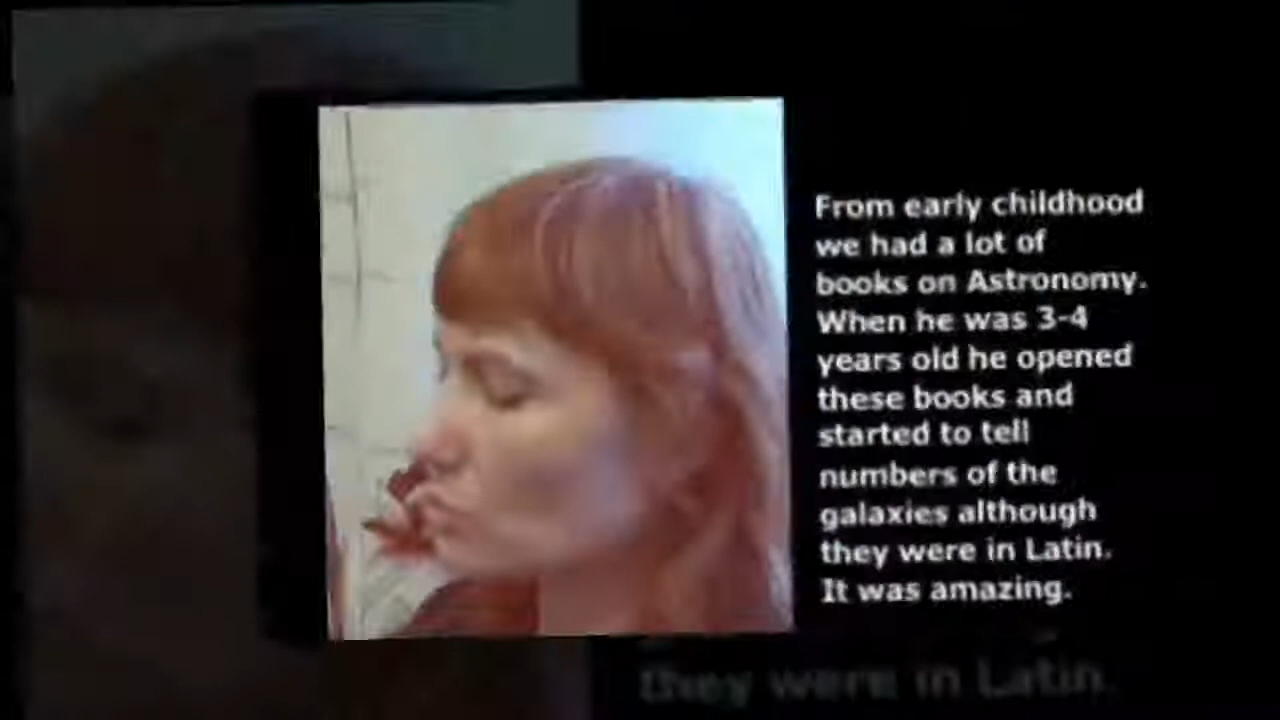 From early childhood
we had a lot of
books on Astronomy.
When he was 3-4
years old he opened
these books and
started to tell
numbers of the
galaxies although
they were in Latin.
It was amazing.
they were in Latin.